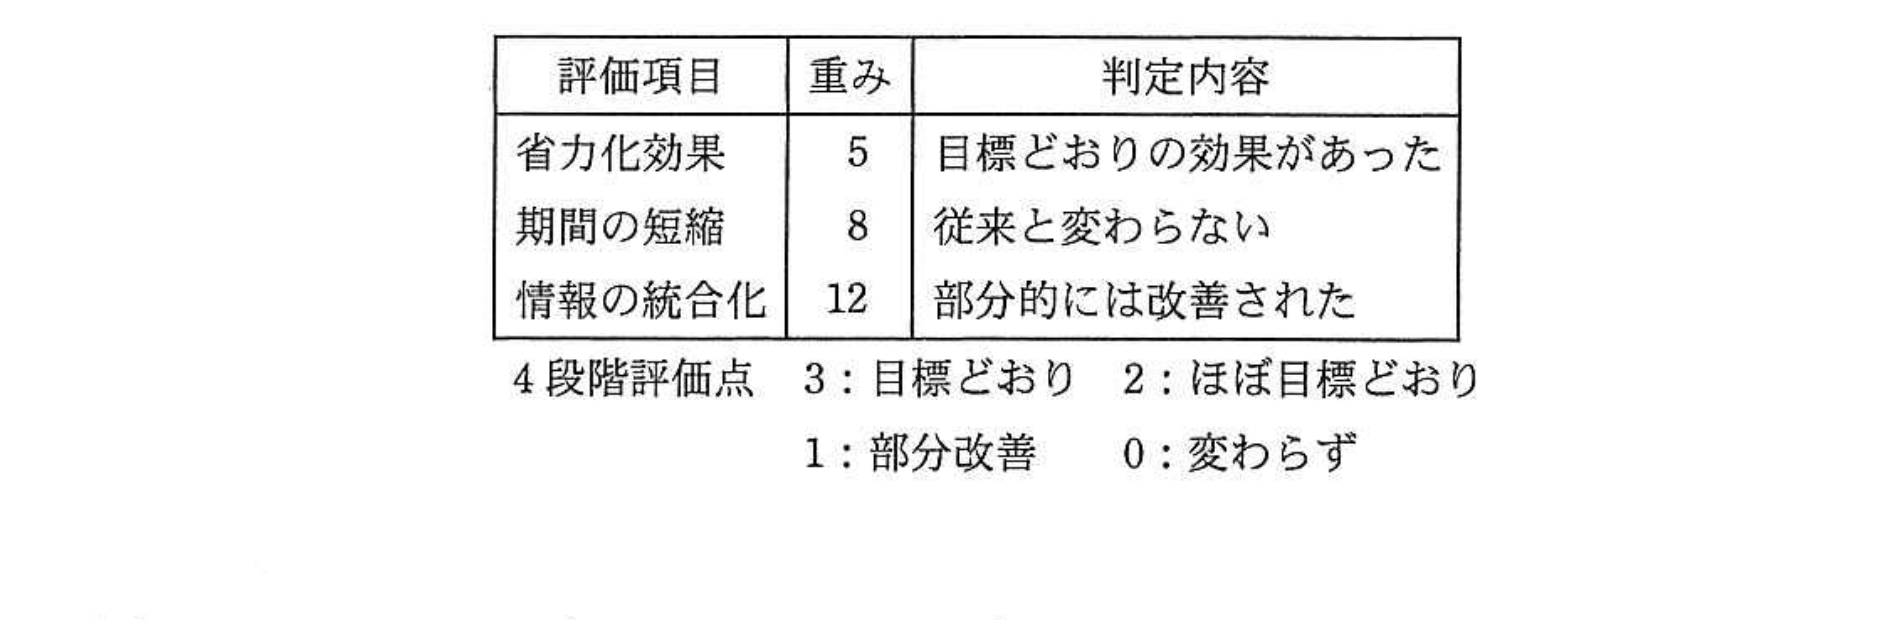 評価項目 重み 判定内容
省力化効果 5 目標どおりの効果があった
期間の短縮 8 従来と変わらない
情報の統合化 12 部分的には改善された
4段階評価点 3：目標どおり 2：ほぼ目標どおり
1：部分改善 0：変わらず